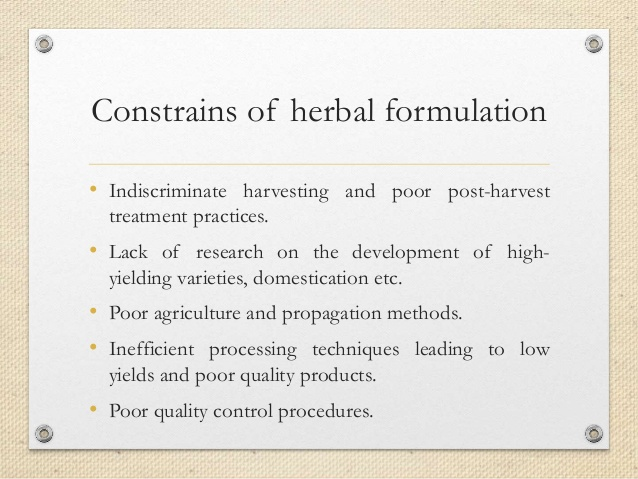 Constrains of herbal formulation
• Indiscriminate harvesting and poor post-harvest
treatment practices.
• Lack of research on the development of high-
yielding varieties, domestication etc.
• Poor agriculture and propagation methods.
• Inefficient processing techniques leading to low
yields and poor quality products.
• Poor quality control procedures.